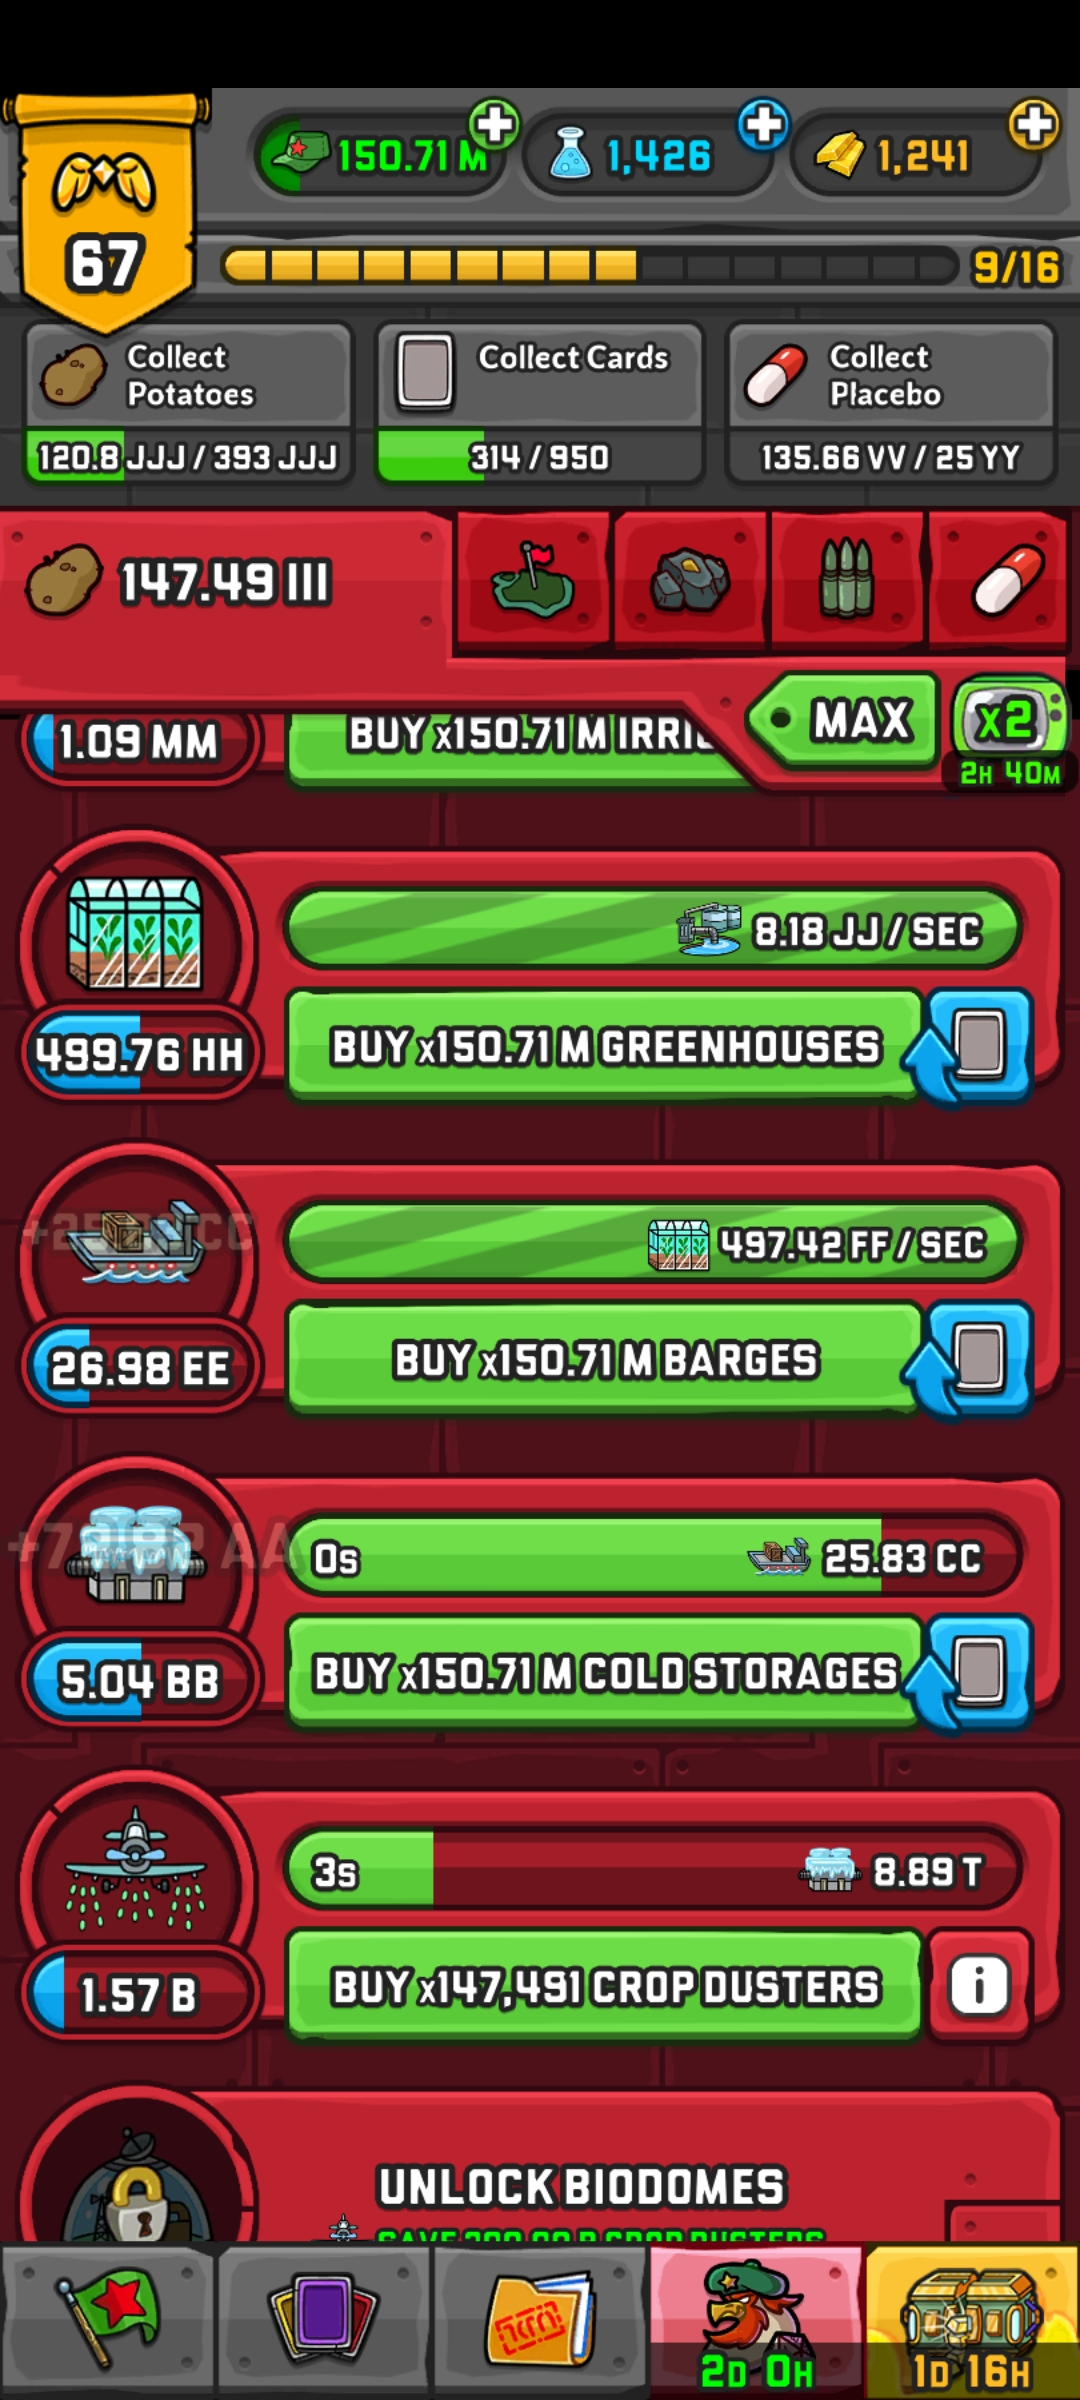 150.71 M
1,426
1,241
67
9/16
Collect
Potatoes
120.8 JJJ / 393 JJJ
Collect Cards
314 / 950
Collect
Placebo
135.66 VV / 25 YY
147.49 III
MAX
x2
2H 40M
1.09 MM
BUY x150.71 M
8.18 JJ / SEC
499.76 HH
BUY x150.71 M GREENHOUSES
497.42 FF / SEC
26.98 EE
BUY x150.71 M BARGES
0s
25.83 CC
5.04 BB
BUY x150.71 M COLD STORAGES
3s
8.89 T
1.57 B
BUY x147,491 CROP DUSTERS
i
UNLOCK BIODOMES
2D 0H
1D 16H